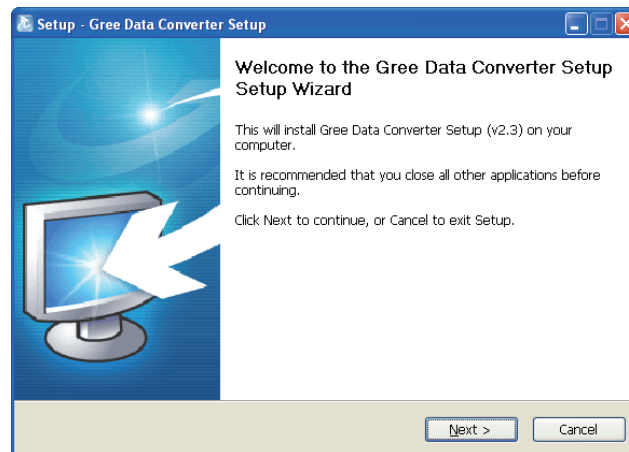 Setup - Gree Data Converter Setup
Welcome to the Gree Data Converter Setup
Setup Wizard
This will install Gree Data Converter Setup (v2.3) on your
computer.
It is recommended that you close all other applications before
continuing.
Click Next to continue, or Cancel to exit Setup.
Next >
Cancel